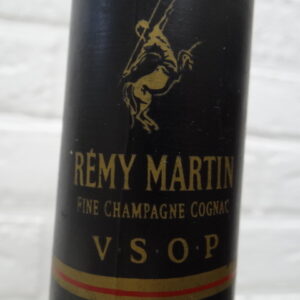 RÉMY MARTIN
FINE CHAMPAGNE COGNAC
V·S·O·P